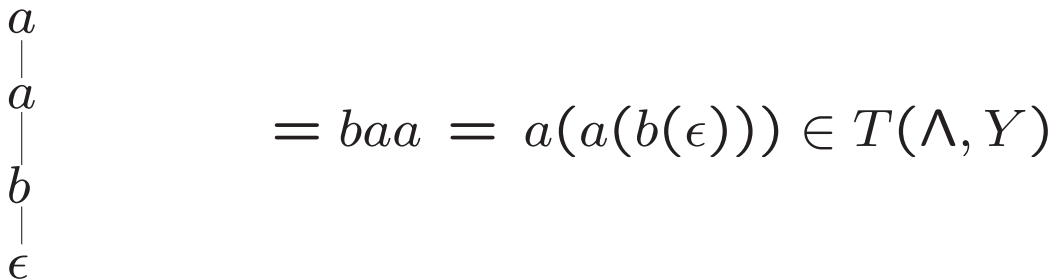 a
a
= baa = a(a(b(ϵ))) ∈ T(Λ, Y)
b
ϵ